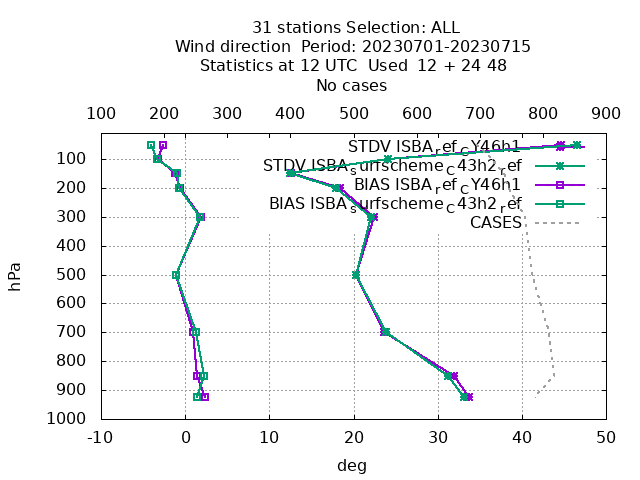 31 stations Selection: ALL
Wind direction  Period: 20230701-20230715
Statistics at 12 UTC  Used  12 + 24 48
No cases
100 200 300 400 500 600 700 800 900
STDV ISBA_ref_CY46h1
STDV ISBA_surfscheme_C43h2_ref
BIAS ISBA_ref_CY46h1
BIAS ISBA_surfscheme_C43h2_ref
CASES
hPa
100
200
300
400
500
600
700
800
900
1000
-10 0 10 20 30 40 50
deg